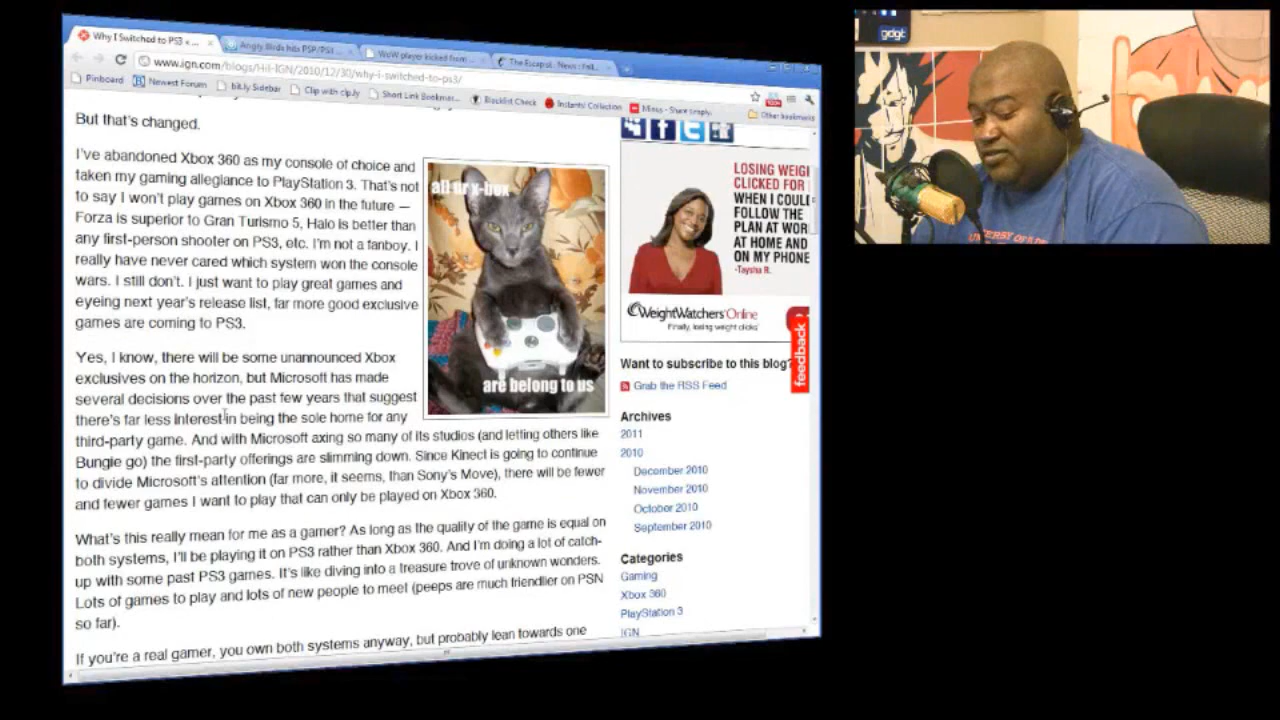 Why I Switched to PS3 « ...
Angry Birds hits PSP/PS3 ...
WoW player kicked from ...
The Escapist : News : Fall...
www.ign.com/blogs/Hil-IGN/2010/12/30/why-i-switched-to-ps3/
Pinboard
Newest Forum
bit.ly Sidebar
Clip with clp.ly
Short Link Bookmar...
Blacklist Check
Instants! Collection
Minus - Share simply.
Other bookmarks
But that's changed.
I've abandoned Xbox 360 as my console of choice and
taken my gaming allegiance to PlayStation 3. That's not
to say I won't play games on Xbox 360 in the future —
Forza is superior to Gran Turismo 5, Halo is better than
any first-person shooter on PS3, etc. I'm not a fanboy. I
really have never cared which system won the console
wars. I still don't. I just want to play great games and
eyeing next year's release list, far more good exclusive
games are coming to PS3.
all ur x-box
are belong to us
Yes, I know, there will be some unannounced Xbox
exclusives on the horizon, but Microsoft has made
several decisions over the past few years that suggest
there's far less interest in being the sole home for any
third-party game. And with Microsoft axing so many of its studios (and letting others like
Bungie go) the first-party offerings are slimming down. Since Kinect is going to continue
to divide Microsoft's attention (far more, it seems, than Sony's Move), there will be fewer
and fewer games I want to play that can only be played on Xbox 360.
What's this really mean for me as a gamer? As long as the quality of the game is equal on
both systems, I'll be playing it on PS3 rather than Xbox 360. And I'm doing a lot of catch-
up with some past PS3 games. It's like diving into a treasure trove of unknown wonders.
Lots of games to play and lots of new people to meet (peeps are much friendlier on PSN
so far).
If you're a real gamer, you own both systems anyway, but probably lean towards one
LOSING WEIG
CLICKED FOR
WHEN I COUL
FOLLOW THE
PLAN AT WOR
AT HOME AND
ON MY PHONE
-Taysha R.
WeightWatchers Online
Finally, losing weight clicks
feedback
Want to subscribe to this blog?
Grab the RSS Feed
Archives
2011
2010
December 2010
November 2010
October 2010
September 2010
Categories
Gaming
Xbox 360
PlayStation 3
IGN
gdgt